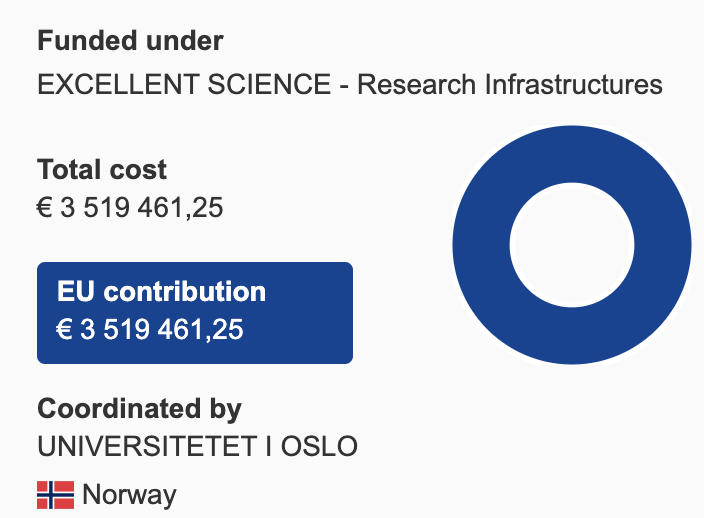 Funded under
EXCELLENT SCIENCE - Research Infrastructures
Total cost
€ 3 519 461,25
EU contribution
€ 3 519 461,25
Coordinated by
UNIVERSITETET I OSLO
Norway